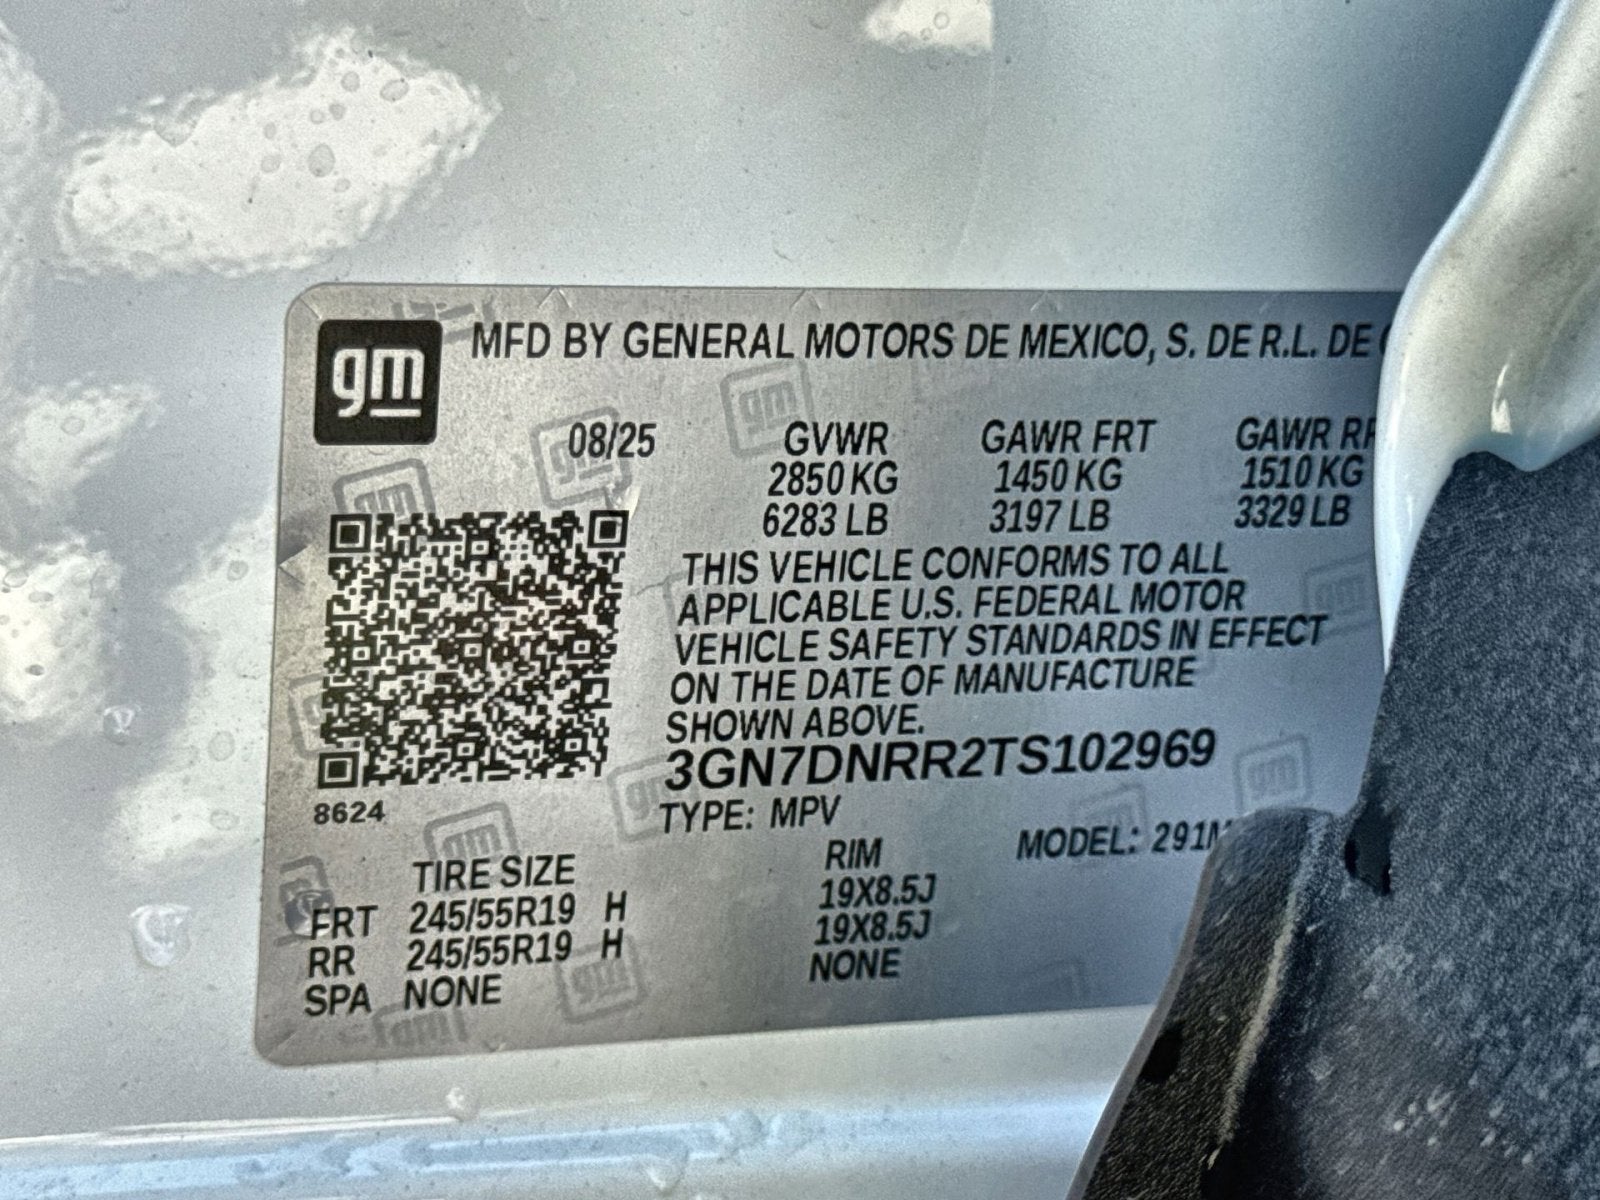 gm
MFD BY GENERAL MOTORS DE MEXICO, S. DE R.L. DE
08/25 GVWR GAWR FRT GAWR RR
2850 KG 1450 KG 1510 KG
6283 LB 3197 LB 3329 LB
THIS VEHICLE CONFORMS TO ALL
APPLICABLE U.S. FEDERAL MOTOR
VEHICLE SAFETY STANDARDS IN EFFECT
ON THE DATE OF MANUFACTURE
SHOWN ABOVE.
3GN7DNRR2TS102969
8624
TYPE: MPV
MODEL: 291M
TIRE SIZE RIM
FRT 245/55R19 H 19X8.5J
RR 245/55R19 H 19X8.5J
SPA NONE NONE